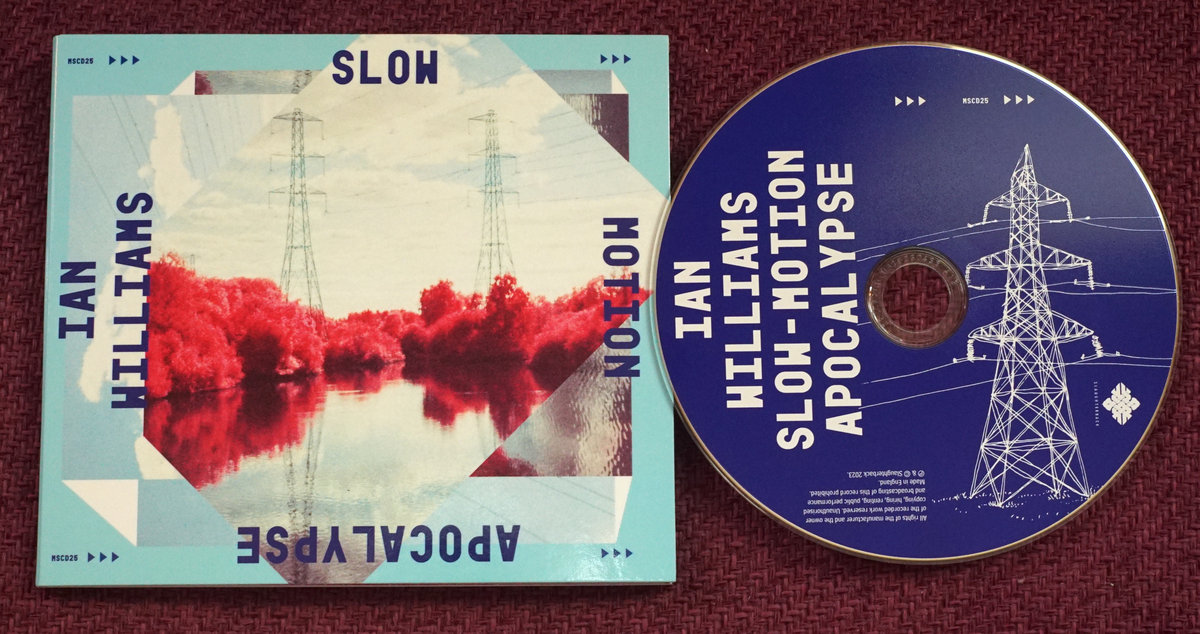 MSCD25
SLOW
IAN
WILLIAMS
MOTION
APOCALYPSE
MSCD25
MSCD25
IAN
WILLIAMS
SLOW-MOTION
APOCALYPSE
All rights of the manufacturer and the owner
of the recorded work reserved. Unauthorised
copying, hiring, renting, public performance
and broadcasting of this record prohibited.
Made in England.
℗ & © Slaughterback 2023.
SLAUGHTERBACK